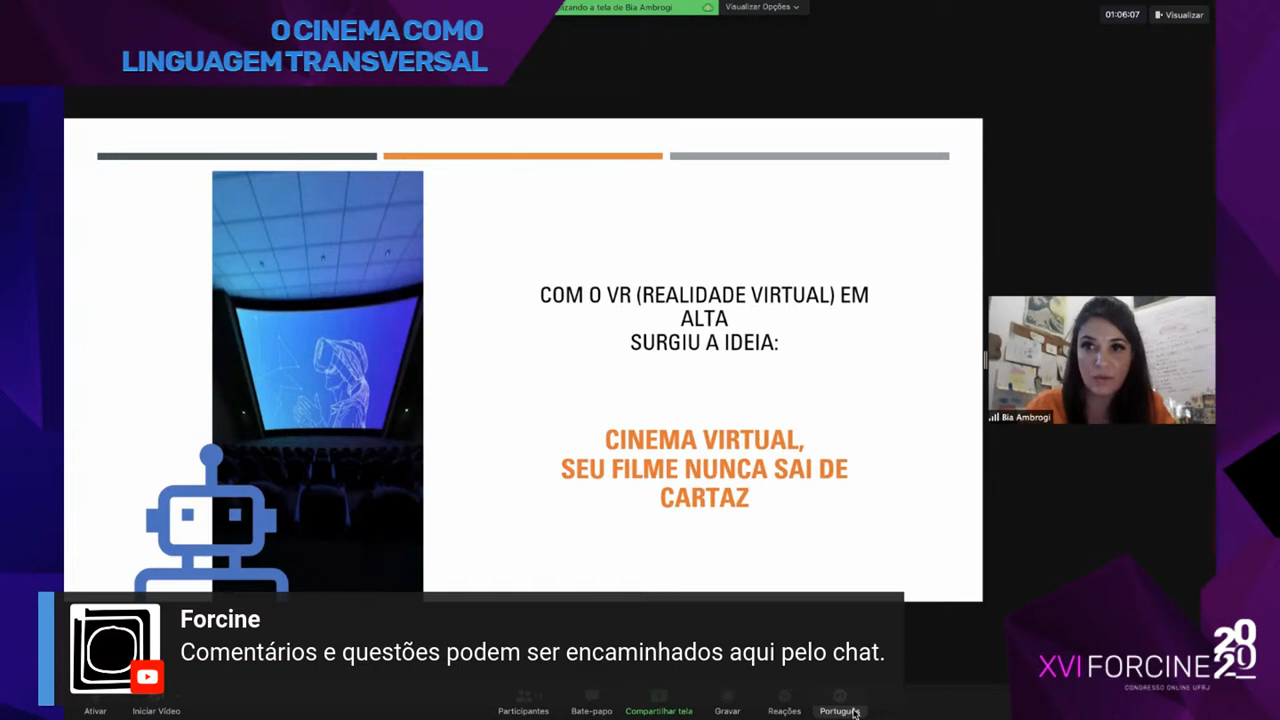 O CINEMA COMO
LINGUAGEM TRANSVERSAL
izando a tela de Bia Ambrogi
Visualizar Opções
01:06:07
Visualizar
COM O VR (REALIDADE VIRTUAL) EM
ALTA
SURGIU A IDEIA:
CINEMA VIRTUAL,
SEU FILME NUNCA SAI DE
CARTAZ
Bia Ambrogi
Forcine
Comentários e questões podem ser encaminhados aqui pelo chat.
XVI FORCINE 2020
CONGRESSO ONLINE UFRJ
Ativar
Iniciar Vídeo
Participantes
Bate-papo
Compartilhar tela
Gravar
Reações
Português